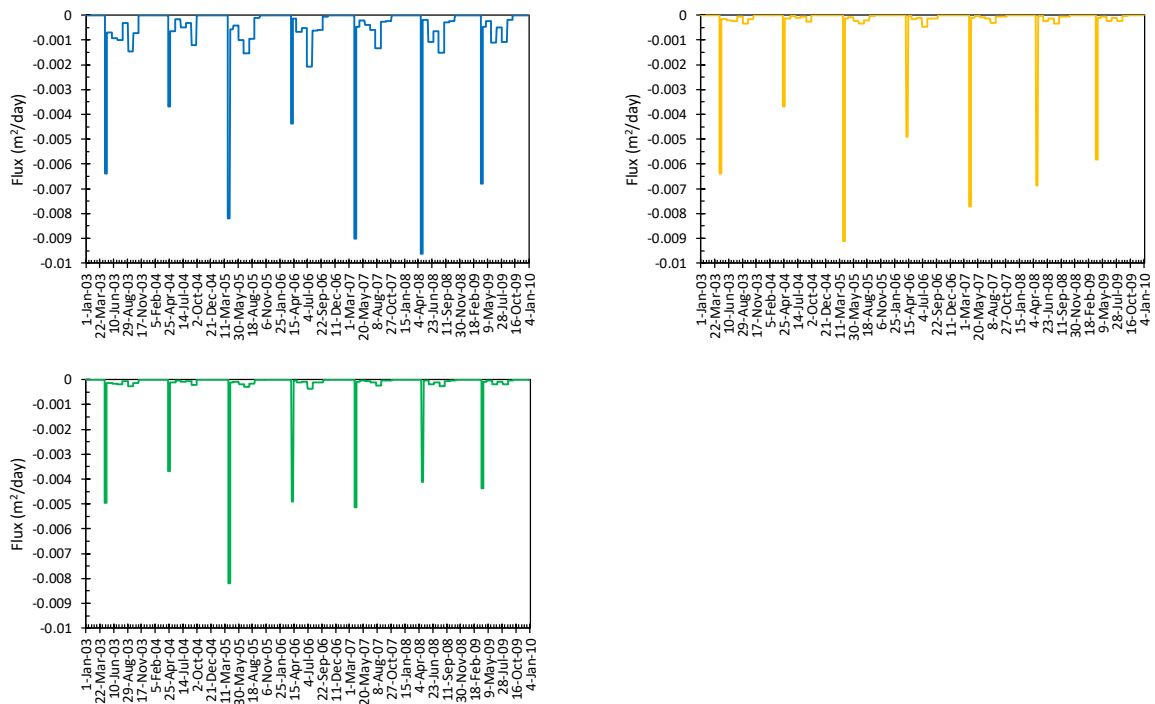 0
-0.001
-0.002
-0.003
-0.004
-0.005
-0.006
-0.007
-0.008
-0.009
-0.01
Flux (m²/day)
1-Jan-03
22-Mar-03
10-Jun-03
29-Aug-03
17-Nov-03
5-Feb-04
25-Apr-04
14-Jul-04
2-Oct-04
21-Dec-04
11-Mar-05
30-May-05
18-Aug-05
6-Nov-05
25-Jan-06
15-Apr-06
4-Jul-06
22-Sep-06
11-Dec-06
1-Mar-07
20-May-07
8-Aug-07
27-Oct-07
15-Jan-08
4-Apr-08
23-Jun-08
11-Sep-08
30-Nov-08
18-Feb-09
9-May-09
28-Jul-09
16-Oct-09
4-Jan-10
0
-0.001
-0.002
-0.003
-0.004
-0.005
-0.006
-0.007
-0.008
-0.009
-0.01
Flux (m²/day)
1-Jan-03
22-Mar-03
10-Jun-03
29-Aug-03
17-Nov-03
5-Feb-04
25-Apr-04
14-Jul-04
2-Oct-04
21-Dec-04
11-Mar-05
30-May-05
18-Aug-05
6-Nov-05
25-Jan-06
15-Apr-06
4-Jul-06
22-Sep-06
11-Dec-06
1-Mar-07
20-May-07
8-Aug-07
27-Oct-07
15-Jan-08
4-Apr-08
23-Jun-08
11-Sep-08
30-Nov-08
18-Feb-09
9-May-09
28-Jul-09
16-Oct-09
4-Jan-10
0
-0.001
-0.002
-0.003
-0.004
-0.005
-0.006
-0.007
-0.008
-0.009
-0.01
Flux (m²/day)
1-Jan-03
22-Mar-03
10-Jun-03
29-Aug-03
17-Nov-03
5-Feb-04
25-Apr-04
14-Jul-04
2-Oct-04
21-Dec-04
11-Mar-05
30-May-05
18-Aug-05
6-Nov-05
25-Jan-06
15-Apr-06
4-Jul-06
22-Sep-06
11-Dec-06
1-Mar-07
20-May-07
8-Aug-07
27-Oct-07
15-Jan-08
4-Apr-08
23-Jun-08
11-Sep-08
30-Nov-08
18-Feb-09
9-May-09
28-Jul-09
16-Oct-09
4-Jan-10